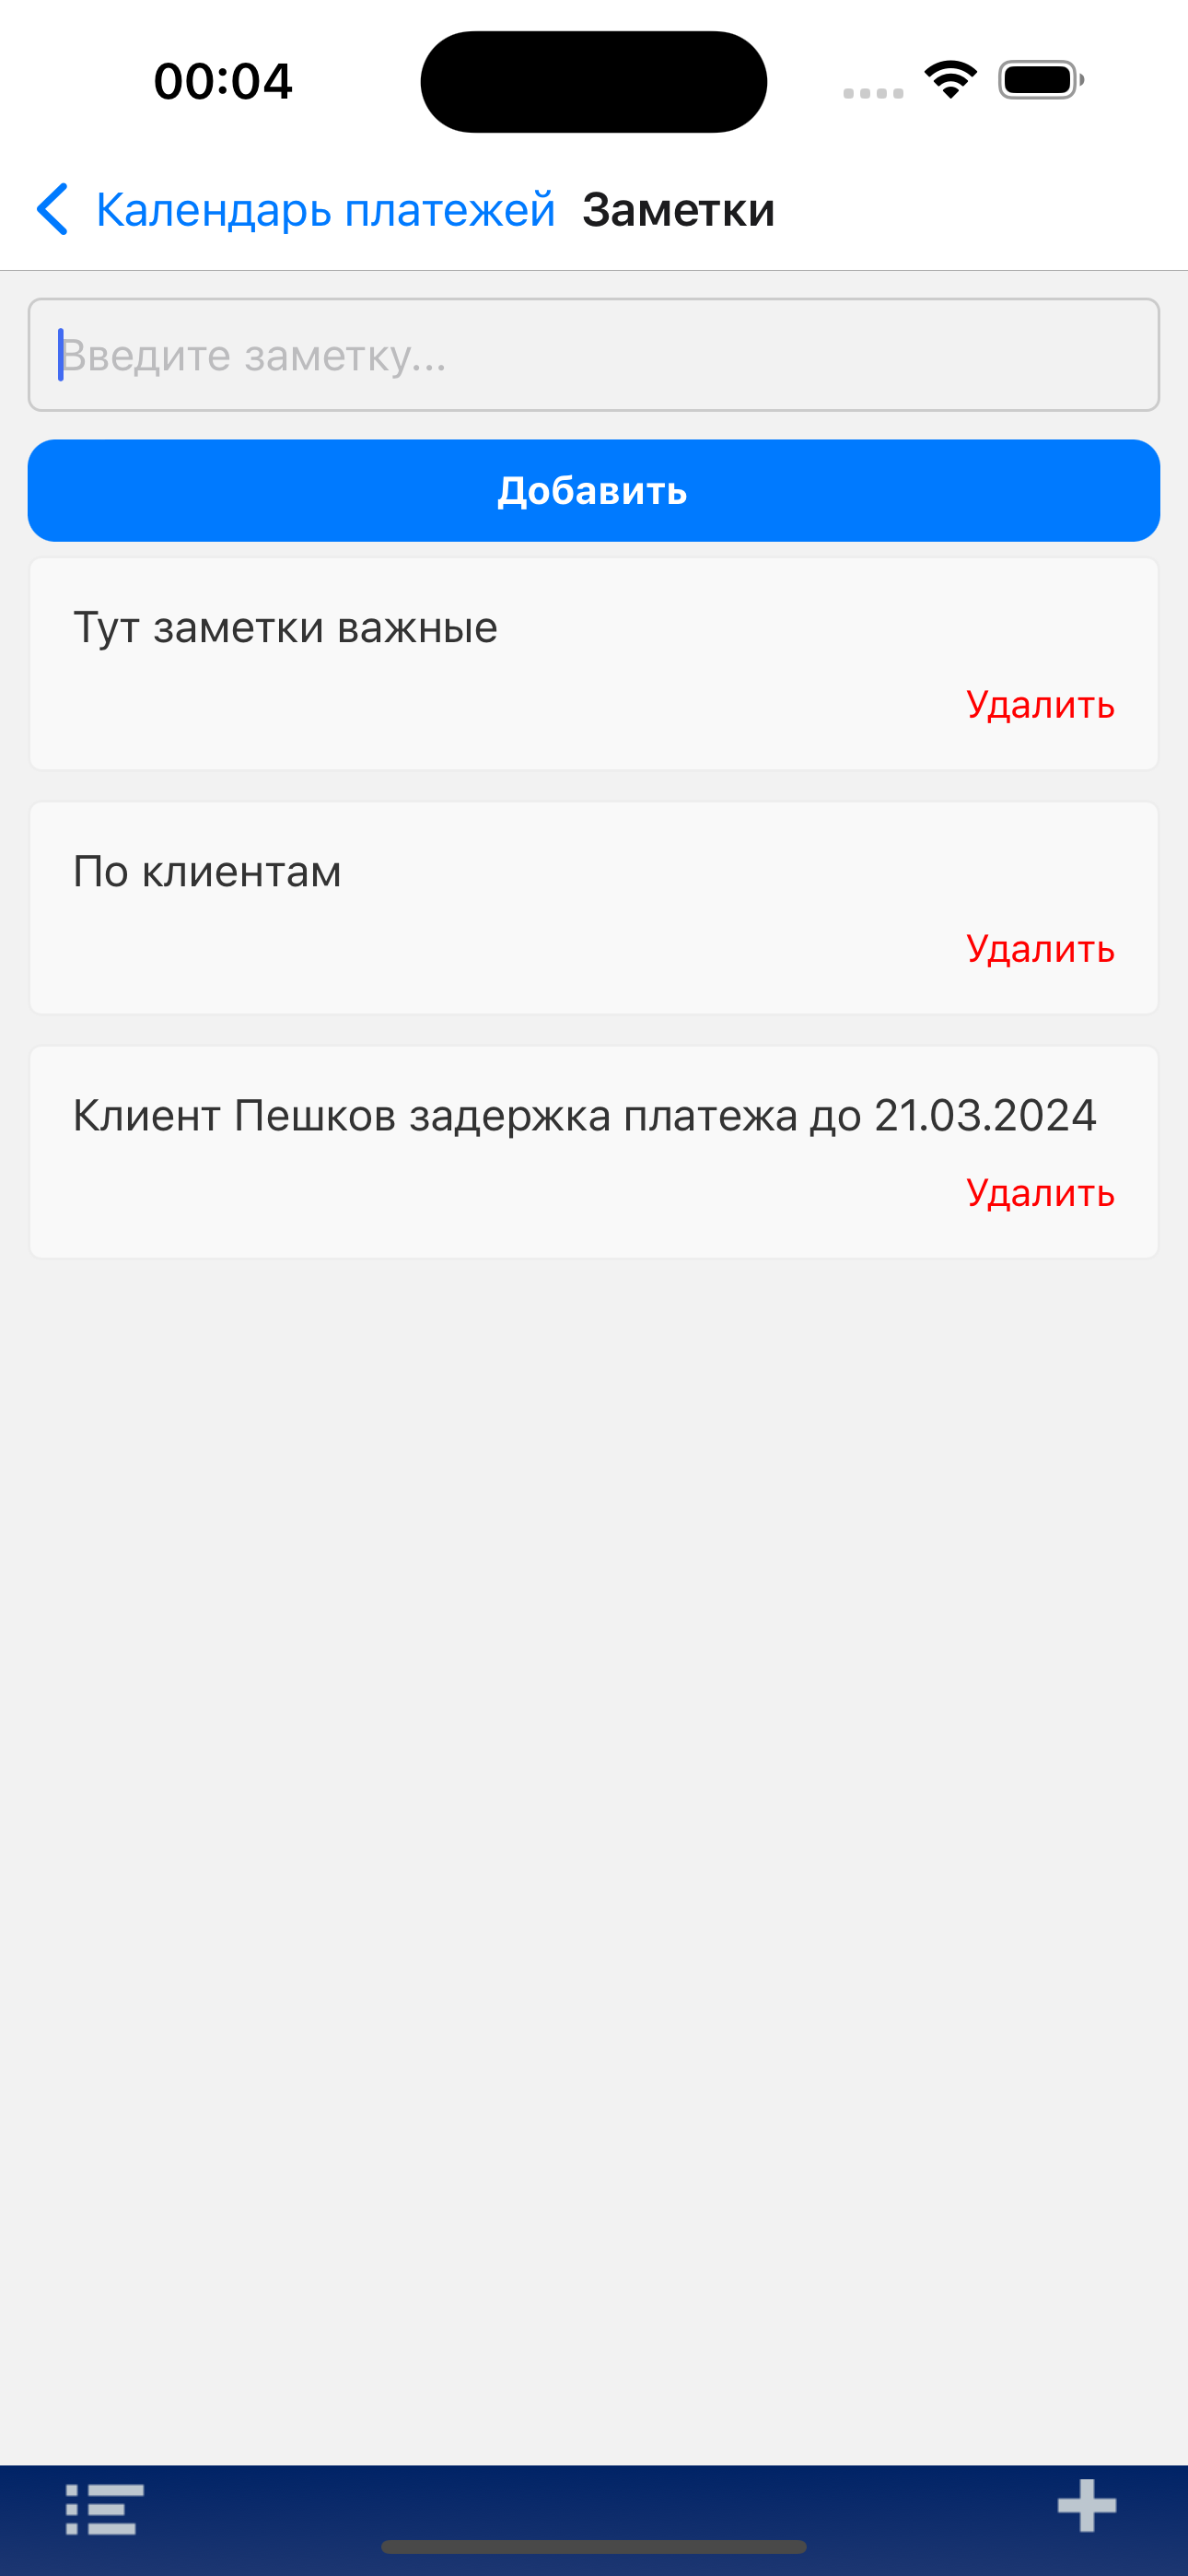 00:04
Календарь платежей Заметки
Введите заметку...
Добавить
Тут заметки важные
Удалить
По клиентам
Удалить
Клиент Пешков задержка платежа до 21.03.2024
Удалить